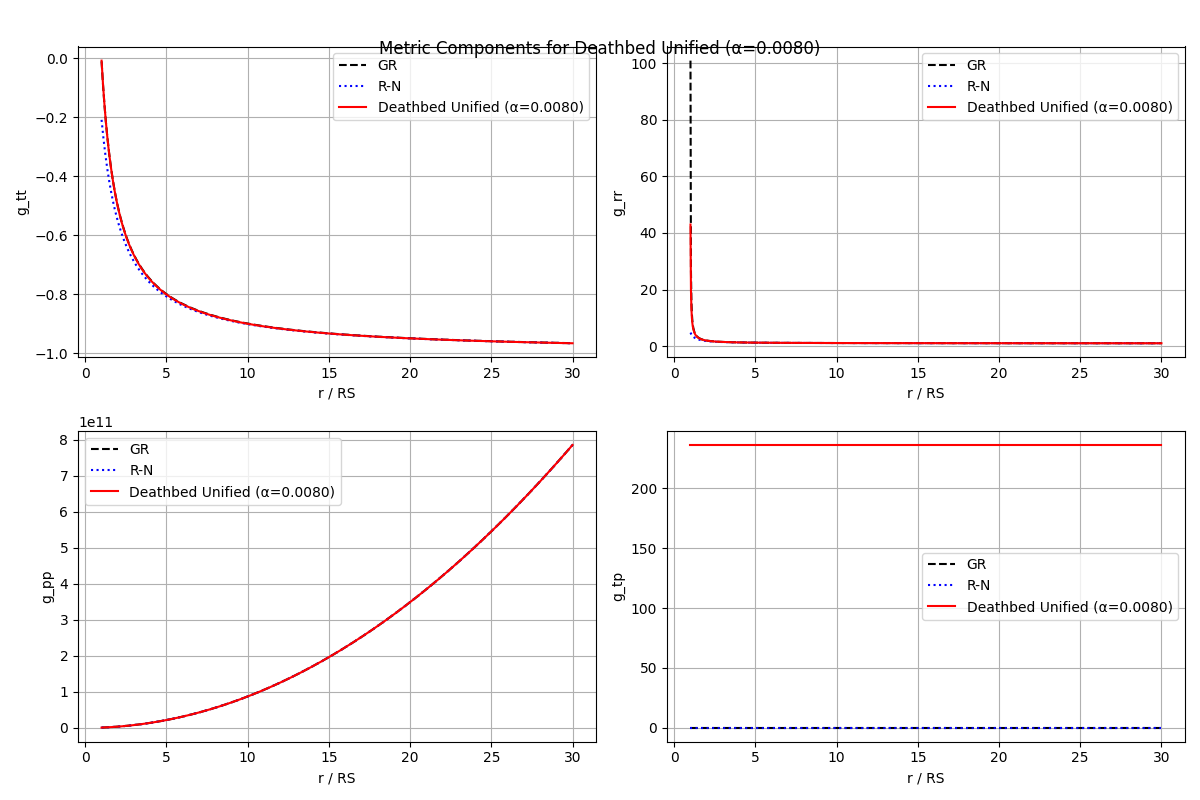 Metric Components for Deathbed Unified (α=0.0080)
0.0
−0.2
−0.4
−0.6
−0.8
−1.0
g_tt
GR
R-N
Deathbed Unified (α=0.0080)
0 5 10 15 20 25 30
r / RS
100
80
60
40
20
0
g_rr
GR
R-N
Deathbed Unified (α=0.0080)
0 5 10 15 20 25 30
r / RS
1e11
8
7
6
5
4
3
2
1
0
g_pp
GR
R-N
Deathbed Unified (α=0.0080)
0 5 10 15 20 25 30
r / RS
200
150
100
50
0
g_tp
GR
R-N
Deathbed Unified (α=0.0080)
0 5 10 15 20 25 30
r / RS